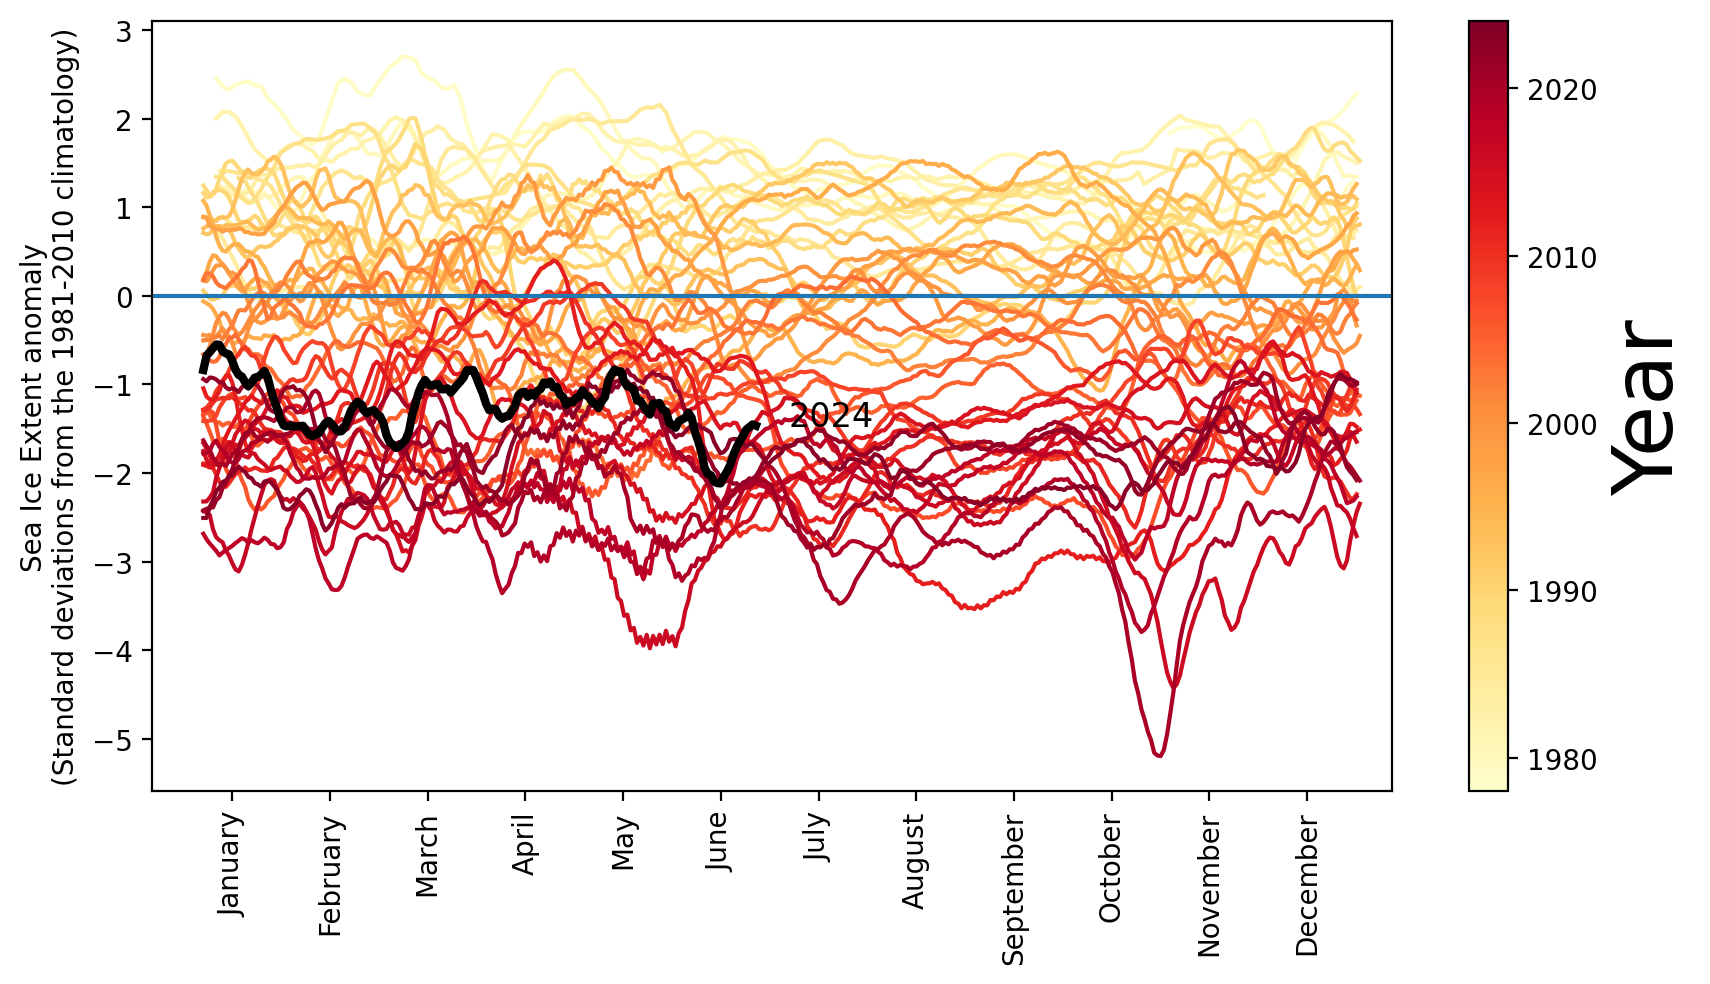 Sea Ice Extent anomaly
(Standard deviations from the 1981-2010 climatology)
3
2
1
0
−1
−2
−3
−4
−5
2024
January
February
March
April
May
June
July
August
September
October
November
December
2020
2010
2000
1990
1980
Year